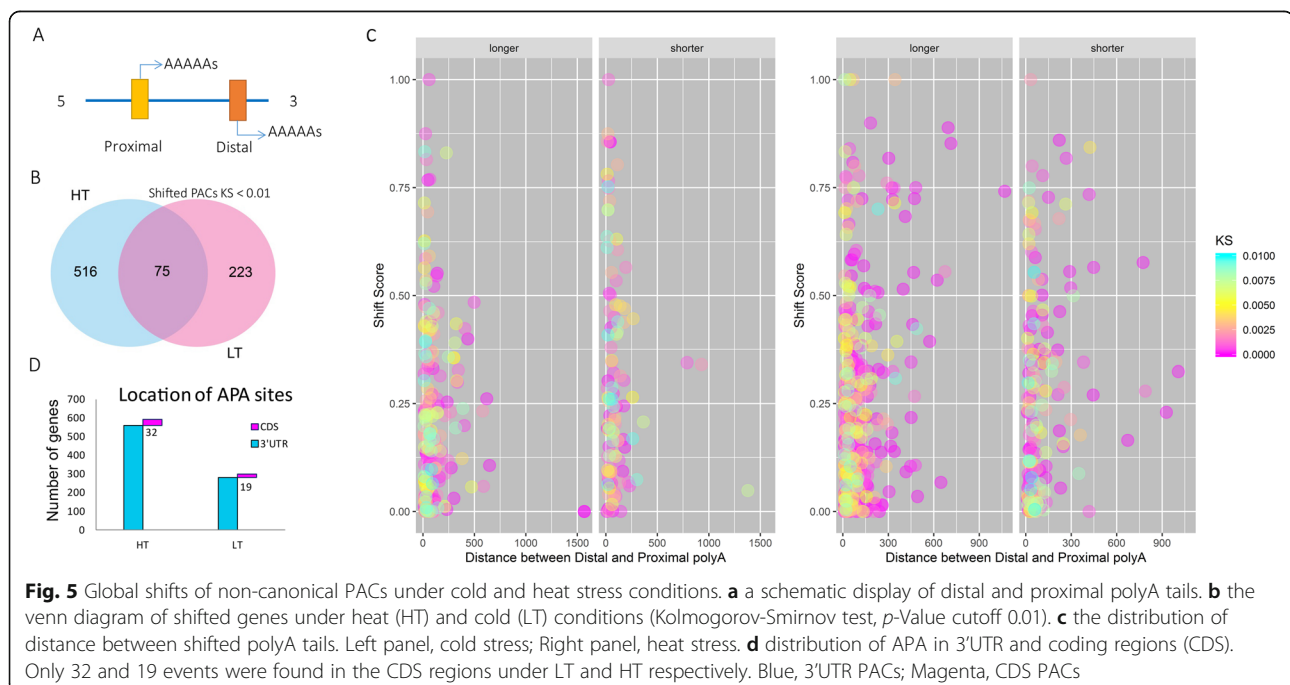 A
AAAAAs
5
3
AAAAAs
Proximal
Distal
B
HT
Shifted PACs KS < 0.01
516
75
223
LT
D
Location of APA sites
Number of genes
700
600
500
400
300
200
100
0
32
19
CDS
3'UTR
HT
LT
C
longer
shorter
longer
shorter
Shift Score
1.00
0.75
0.50
0.25
0.00
0
500
1000
1500
0
500
1000
1500
Distance between Distal and Proximal polyA
Shift Score
1.00
0.75
0.50
0.25
0.00
0
300
600
900
0
300
600
900
Distance between Distal and Proximal polyA
KS
0.0100
0.0075
0.0050
0.0025
0.0000
Fig. 5 Global shifts of non-canonical PACs under cold and heat stress conditions. a a schematic display of distal and proximal polyA tails. b the
venn diagram of shifted genes under heat (HT) and cold (LT) conditions (Kolmogorov-Smirnov test, p-Value cutoff 0.01). c the distribution of
distance between shifted polyA tails. Left panel, cold stress; Right panel, heat stress. d distribution of APA in 3'UTR and coding regions (CDS).
Only 32 and 19 events were found in the CDS regions under LT and HT respectively. Blue, 3'UTR PACs; Magenta, CDS PACs